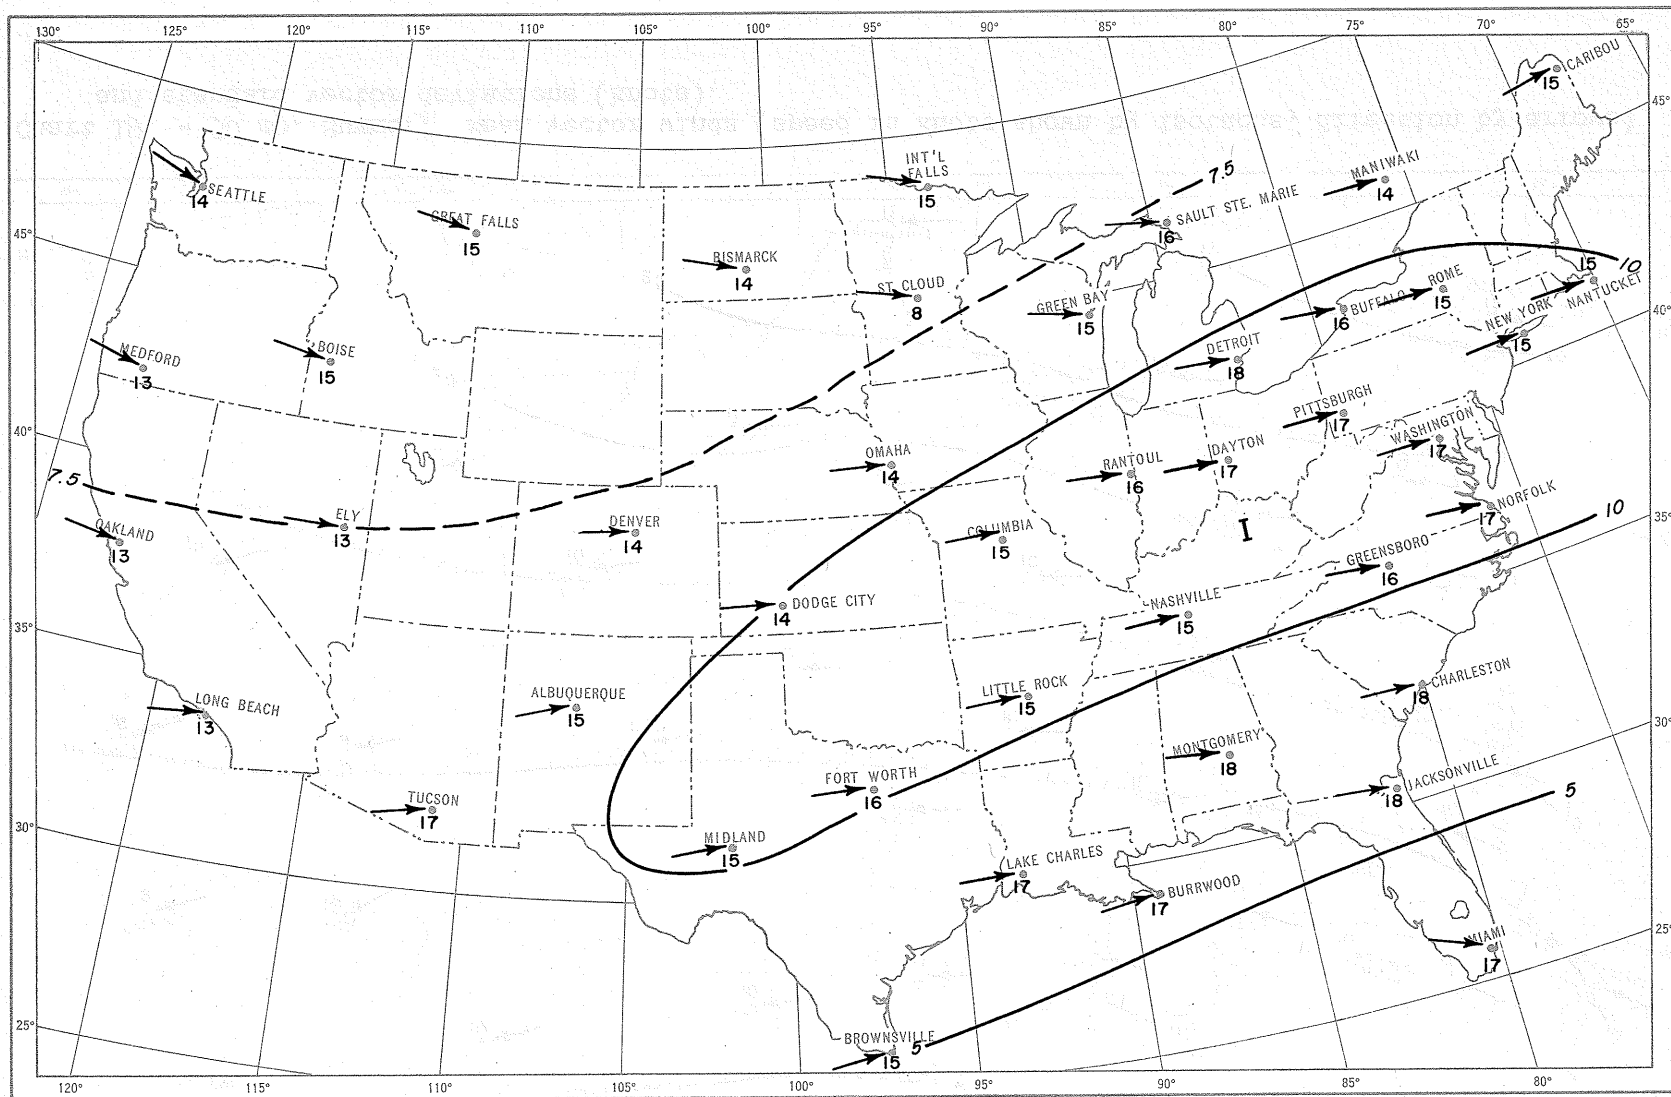 130° 125° 120° 115° 110° 105° 100° 95° 90° 85° 80° 75° 70° 65°
CARIBOU
15
45°
INT'L
FALLS
15
7.5
MANIWAKI
14
SEATTLE
14
SAULT STE. MARIE
16
GREAT FALLS
15
45°
BISMARCK
14
ST CLOUD
8
GREEN BAY
15
15
10
NANTUCKET
ROME
15
BUFFALO
16
NEW YORK
15
40°
MEDFORD
13
BOISE
15
DETROIT
18
PITTSBURGH
17
WASHINGTON
17
40°
OMAHA
14
RANTOUL
16
DAYTON
17
7.5
ELY
13
OAKLAND
13
DENVER
14
COLUMBIA
15
I
NORFOLK
17
10
35°
GREENSBORO
16
DODGE CITY
14
NASHVILLE
15
35°
LONG BEACH
13
ALBUQUERQUE
15
LITTLE ROCK
15
CHARLESTON
18
30°
MONTGOMERY
18
JACKSONVILLE
18
5
FORT WORTH
16
TUCSON
17
30°
MIDLAND
15
LAKE CHARLES
17
BURRWOOD
17
MIAMI
17
25°
25°
BROWNSVILLE
15
5
120° 115° 110° 105° 100° 95° 90° 85° 80°